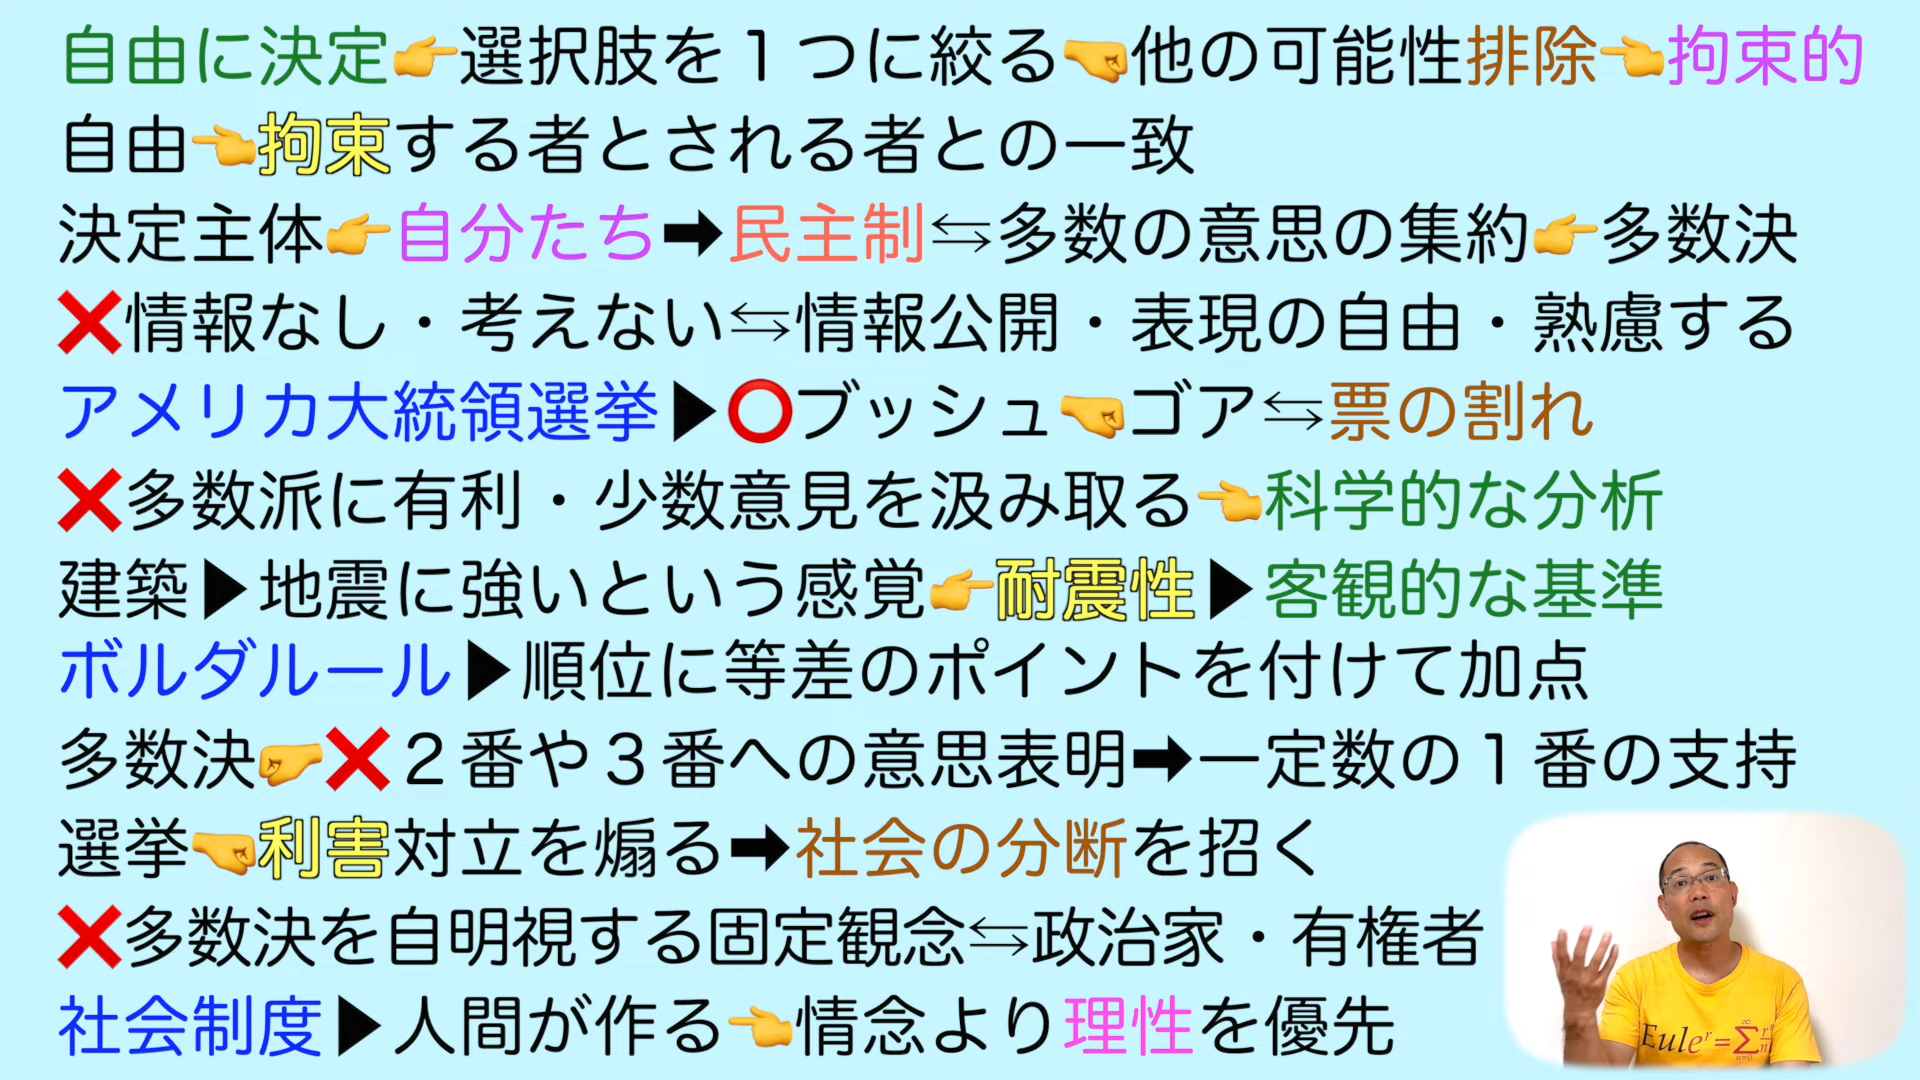 自由に決定👉選択肢を１つに絞る🤜他の可能性排除👈拘束的
自由👈拘束する者とされる者との一致
決定主体👉自分たち➡民主制⇆多数の意思の集約👉多数決
❌情報なし・考えない⇆情報公開・表現の自由・熟慮する
アメリカ大統領選挙▶⭕ブッシュ🤜ゴア⇆票の割れ
❌多数派に有利・少数意見を汲み取る👈科学的な分析
建築▶地震に強いという感覚👉耐震性▶客観的な基準
ボルダルール▶順位に等差のポイントを付けて加点
多数決🤛❌２番や３番への意思表明➡一定数の１番の支持
選挙🤜利害対立を煽る➡社会の分断を招く
❌多数決を自明視する固定観念⇆政治家・有権者
社会制度▶人間が作る👈情念より理性を優先